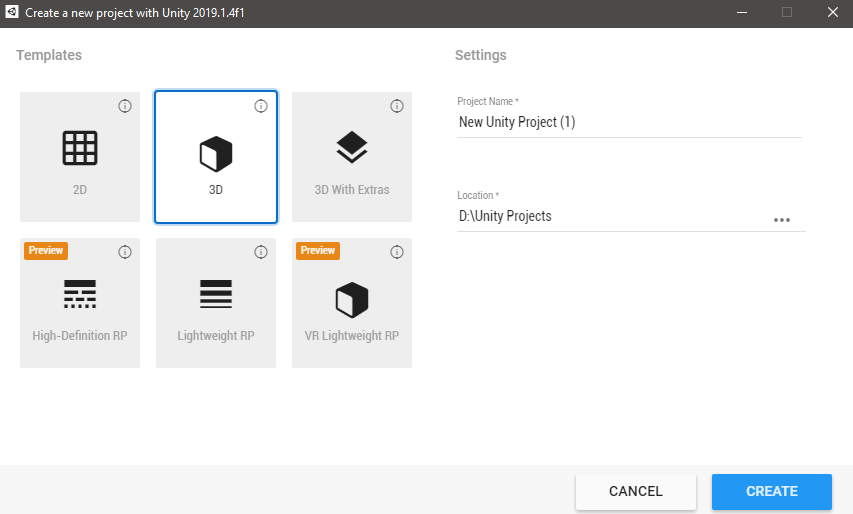 Create a new project with Unity 2019.1.4f1
Templates
Settings
2D
3D
3D With Extras
Preview
High-Definition RP
Lightweight RP
Preview
VR Lightweight RP
Project Name *
New Unity Project (1)
Location *
D:\Unity Projects
CANCEL
CREATE